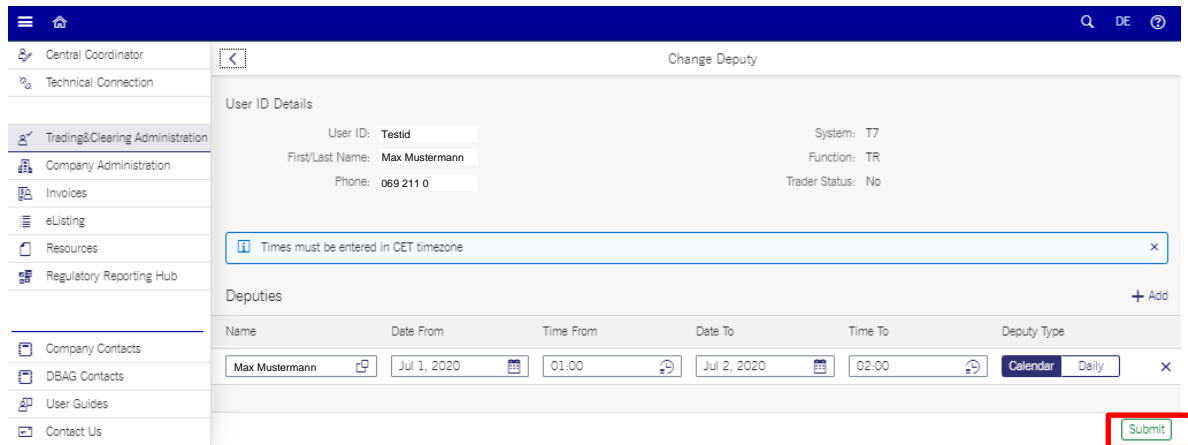 DE
Central Coordinator
Technical Connection
Trading&Clearing Administration
Company Administration
Invoices
eListing
Resources
Regulatory Reporting Hub
Company Contacts
DBAG Contacts
User Guides
Contact Us
Change Deputy
User ID Details
User ID: Testid System: T7
First/Last Name: Max Mustermann Function: TR
Phone: 069 211 0 Trader Status: No
Times must be entered in CET timezone
Deputies + Add
Name Date From Time From Date To Time To Deputy Type
Max Mustermann Jul 1, 2020 01:00 Jul 2, 2020 02:00 Calendar Daily
Submit